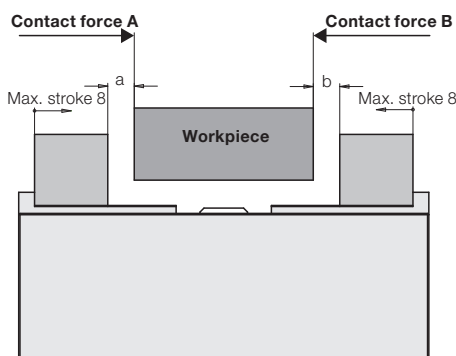 Contact force A
Contact force B
a
b
Max. stroke 8
Max. stroke 8
Workpiece